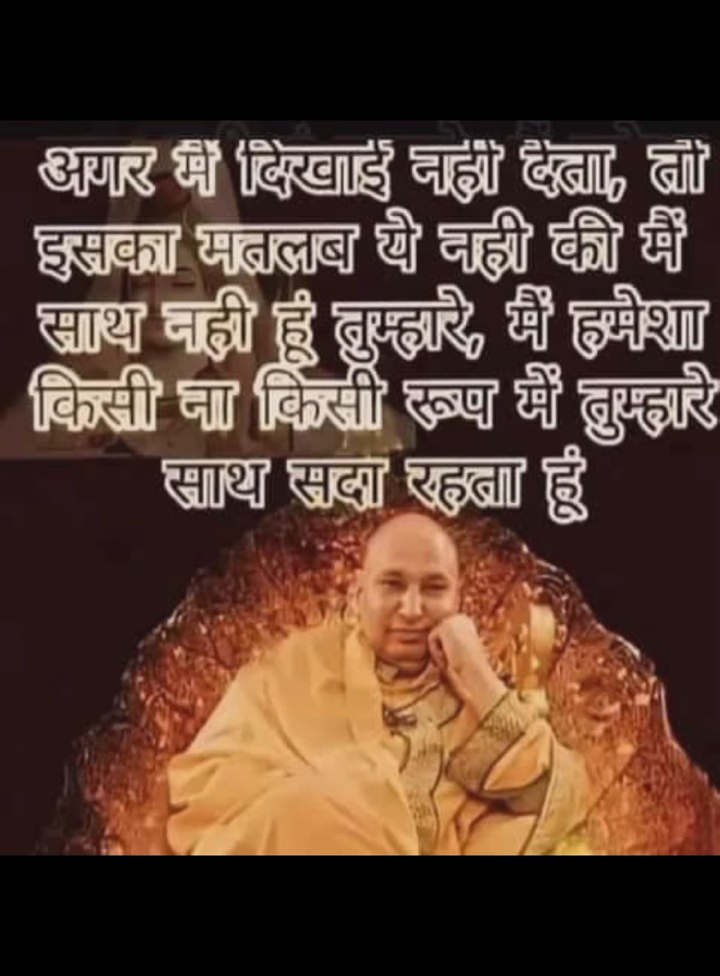 अगर मैं दिखाई नही देता, तो
इसका मतलब ये नही की मैं
साथ नही हूं तुम्हारे, मैं हमेशा
किसी ना किसी रूप में तुम्हारे
साथ सदा रहता हूं